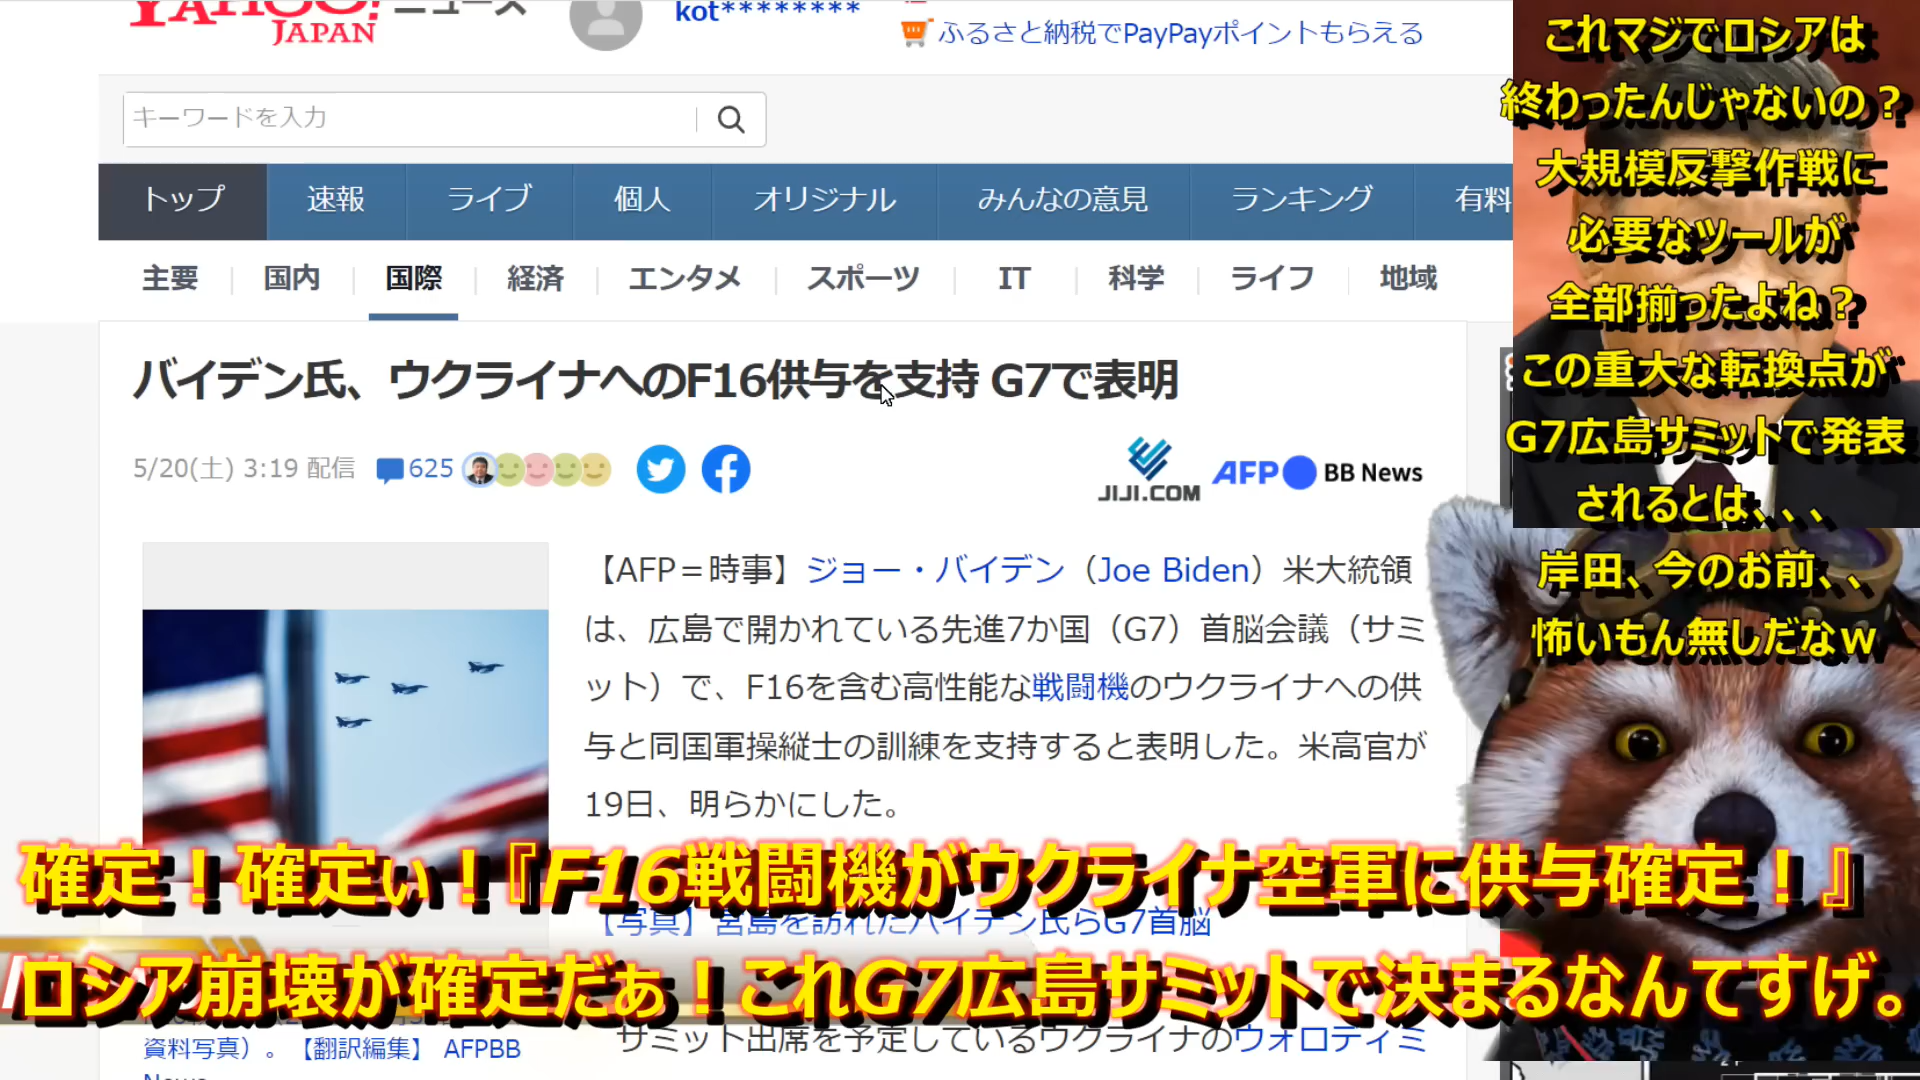 YAHOO! ニュース
JAPAN
kot********
ふるさと納税でPayPayポイントもらえる
キーワードを入力
トップ 速報 ライブ 個人 オリジナル みんなの意見 ランキング 有料
主要 国内 国際 経済 エンタメ スポーツ IT 科学 ライフ 地域
バイデン氏、ウクライナへのF16供与を支持 G7で表明
5/20(土) 3:19 配信 625
JIJI.COM AFP BB News
【AFP=時事】ジョー・バイデン（Joe Biden）米大統領
は、広島で開かれている先進7か国（G7）首脳会議（サミ
ット）で、F16を含む高性能な戦闘機のウクライナへの供
与と同国軍操縦士の訓練を支持すると表明した。米高官が
19日、明らかにした。
【写真】宮島を訪れたバイデン氏らG7首脳
サミット出席を予定しているウクライナのウォロディミ
資料写真）。【翻訳編集】 AFPBB
News
これマジでロシアは
終わったんじゃないの？
大規模反撃作戦に
必要なツールが
全部揃ったよね？
この重大な転換点が
G7広島サミットで発表
されるとは、、、
岸田、今のお前、、
怖いもん無しだなｗ
確定！確定ぃ！『F16戦闘機がウクライナ空軍に供与確定！』
ロシア崩壊が確定だぁ！これG7広島サミットで決まるなんてすげ。